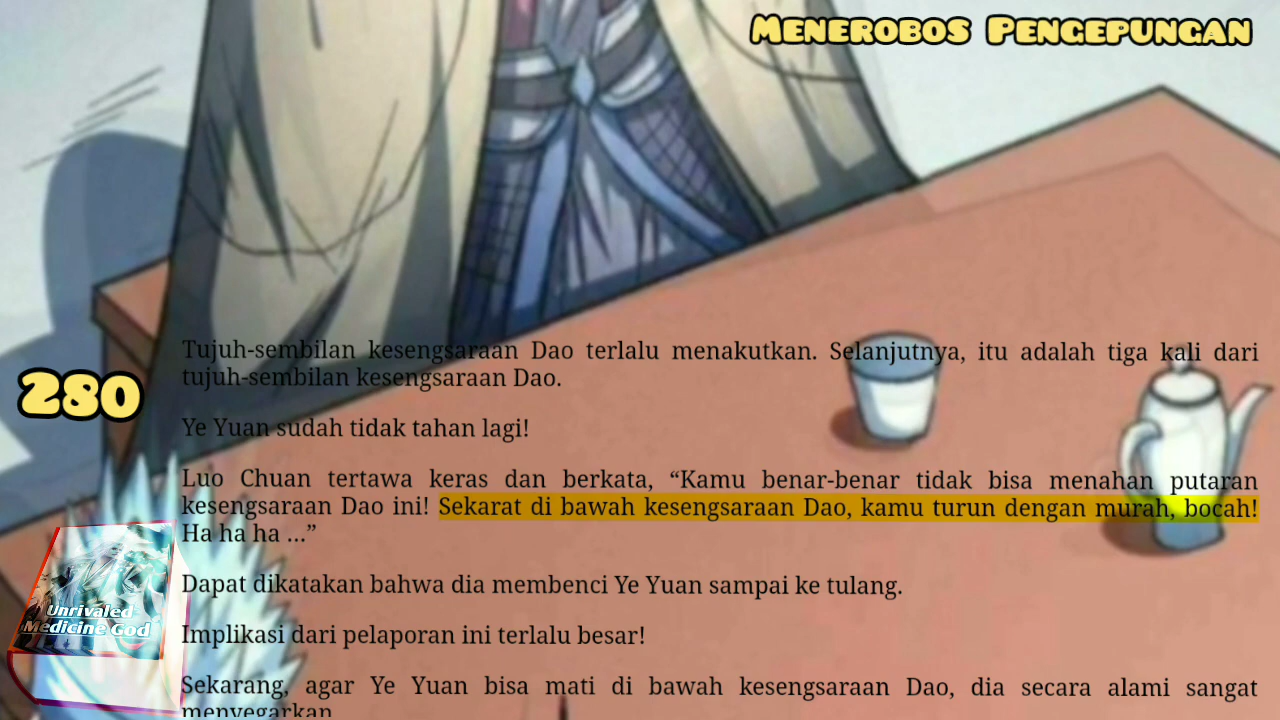 Menerobos Pengepungan
Tujuh-sembilan kesengsaraan Dao terlalu menakutkan. Selanjutnya, itu adalah tiga kali dari
tujuh-sembilan kesengsaraan Dao.
280
Ye Yuan sudah tidak tahan lagi!
Luo Chuan tertawa keras dan berkata, “Kamu benar-benar tidak bisa menahan putaran
kesengsaraan Dao ini! Sekarat di bawah kesengsaraan Dao, kamu turun dengan murah, bocah!
Ha ha ha ...”
Dapat dikatakan bahwa dia membenci Ye Yuan sampai ke tulang.
Unrivaled
Medicine God
Implikasi dari pelaporan ini terlalu besar!
Sekarang, agar Ye Yuan bisa mati di bawah kesengsaraan Dao, dia secara alami sangat
menyegarkan